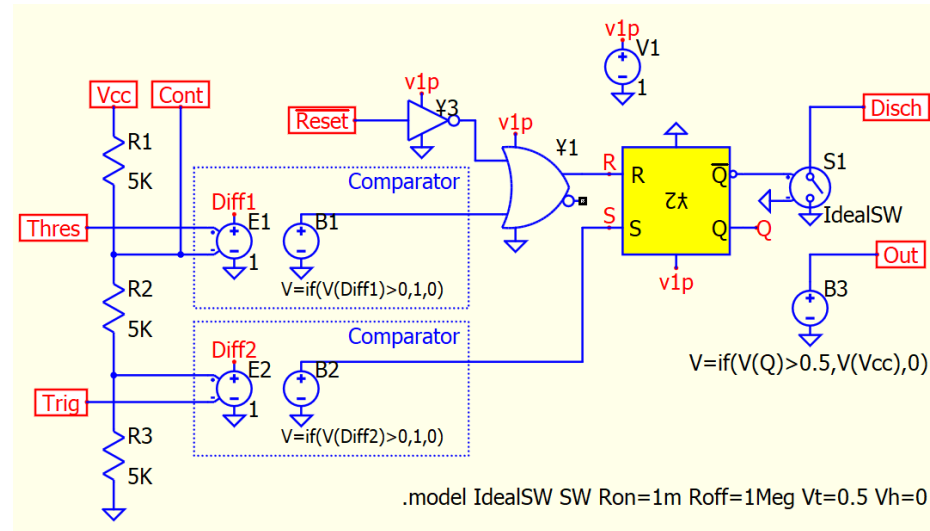 v1p
V1
1
Vcc
Cont
v1p
¥3
Reset
v1p
¥1
Disch
R1
5K
Comparator
Diff1
E1
1
B1
V=if(V(Diff1)>0,1,0)
R
R
Q
S1
¥2
IdealSW
S
S
Q
Q
v1p
Thres
R2
5K
Comparator
Diff2
E2
1
B2
V=if(V(Diff2)>0,1,0)
Out
B3
V=if(V(Q)>0.5,V(Vcc),0)
Trig
R3
5K
.model IdealSW SW Ron=1m Roff=1Meg Vt=0.5 Vh=0